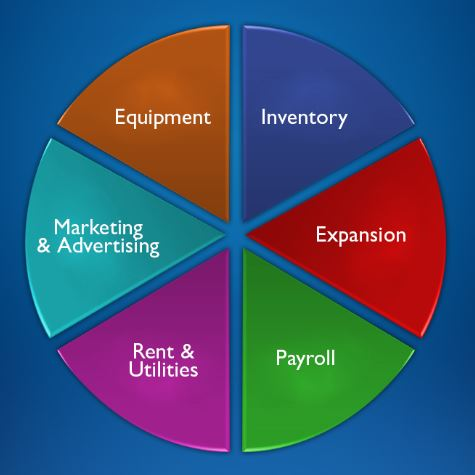 Equipment
Inventory
Marketing
& Advertising
Expansion
Rent &
Utilities
Payroll